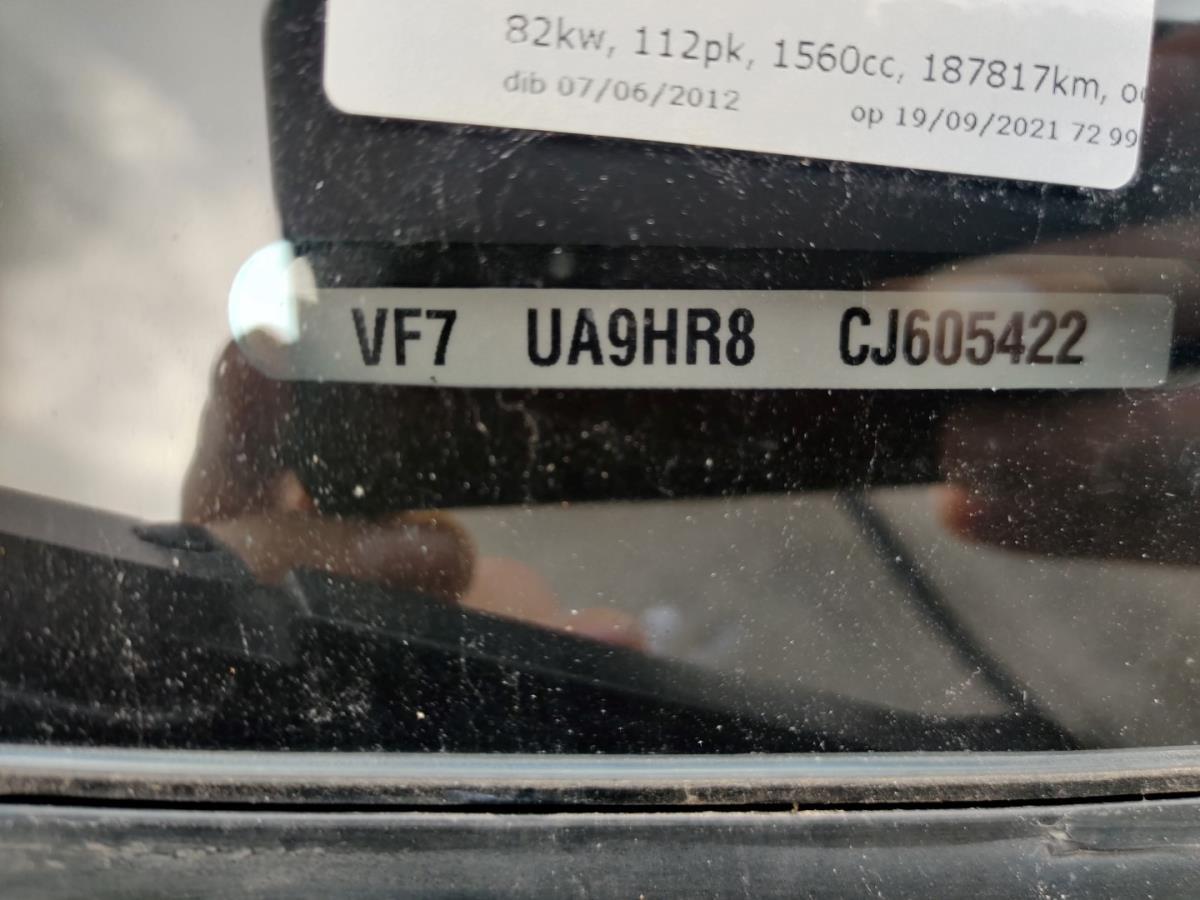 82kw, 112pk, 1560cc, 187817km,
dib 07/06/2012 op 19/09/2021 72 99
VF7 UA9HR8 CJ605422